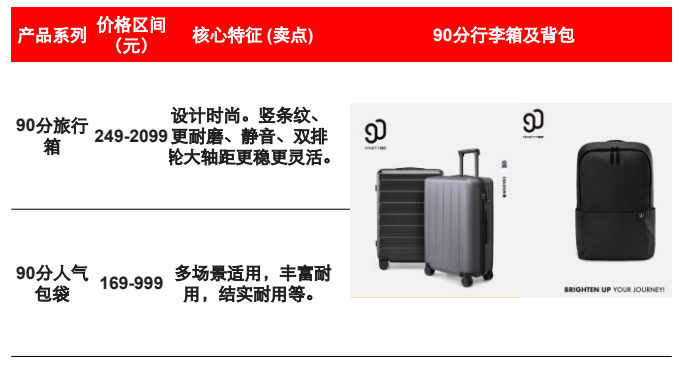 产品系列
价格区间
（元）
核心特征 (卖点)
90分行李箱及背包
90分旅行
箱
249-2099
设计时尚。竖条纹、
更耐磨、静音、双排
轮大轴距更稳更灵活。
90分人气
包袋
169-999
多场景适用，丰富耐
用，结实耐用等。
90
NINETYGO
90
NINETYGO
BRIGHTEN UP YOUR JOURNEY!